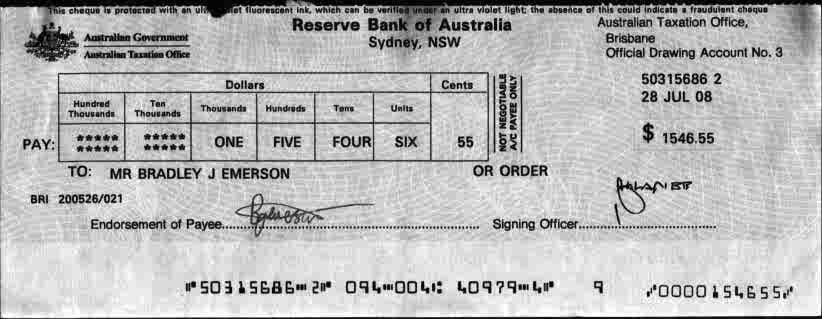 This cheque is protected with an ultra violet fluorescent ink, which can be verified under an ultra violet light; the absence of this could indicate a fraudulent cheque
Australian Government
Australian Taxation Office
Reserve Bank of Australia
Sydney, NSW
Australian Taxation Office,
Brisbane
Official Drawing Account No. 3
50315686 2
28 JUL 08
$ 1546.55
Dollars Cents
Hundred Thousands Ten Thousands Thousands Hundreds Tens Units
PAY: ***** ***** ONE FIVE FOUR SIX 55
***** *****
NOT NEGOTIABLE
A/C PAYEE ONLY
TO: MR BRADLEY J EMERSON OR ORDER
BRI 200526/021
Endorsement of Payee.................... Signing Officer....................
⑈50315686⑉2⑈ 094⑉004⑆ 40979⑉4⑈ 9 ⑇0000154655⑇